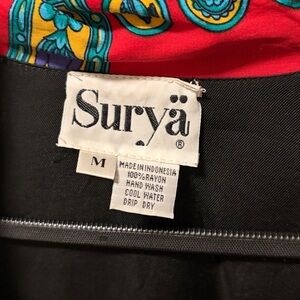 Suryä
®
M
MADE IN INDONESIA
100% RAYON
HAND WASH
COOL WATER
DRIP DRY